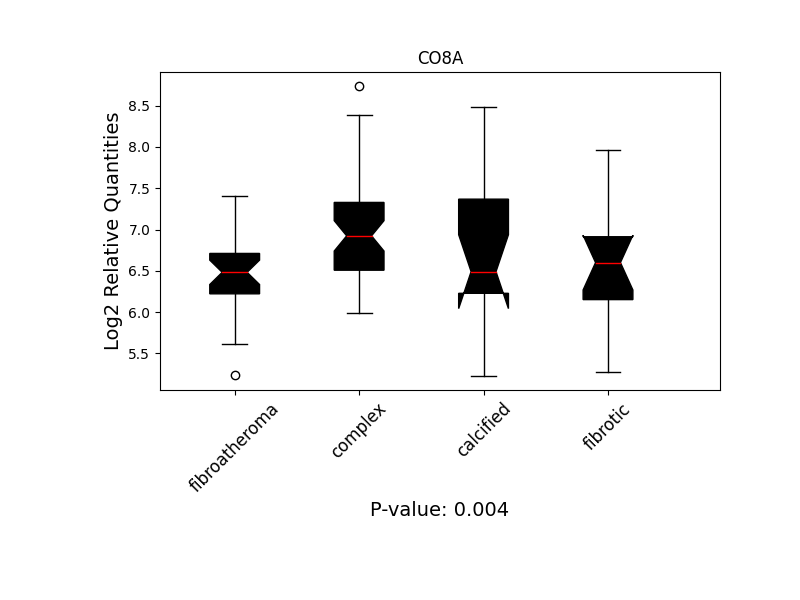 CO8A
Log2 Relative Quantities
8.5
8.0
7.5
7.0
6.5
6.0
5.5
fibroatheroma
complex
calcified
fibrotic
P-value: 0.004